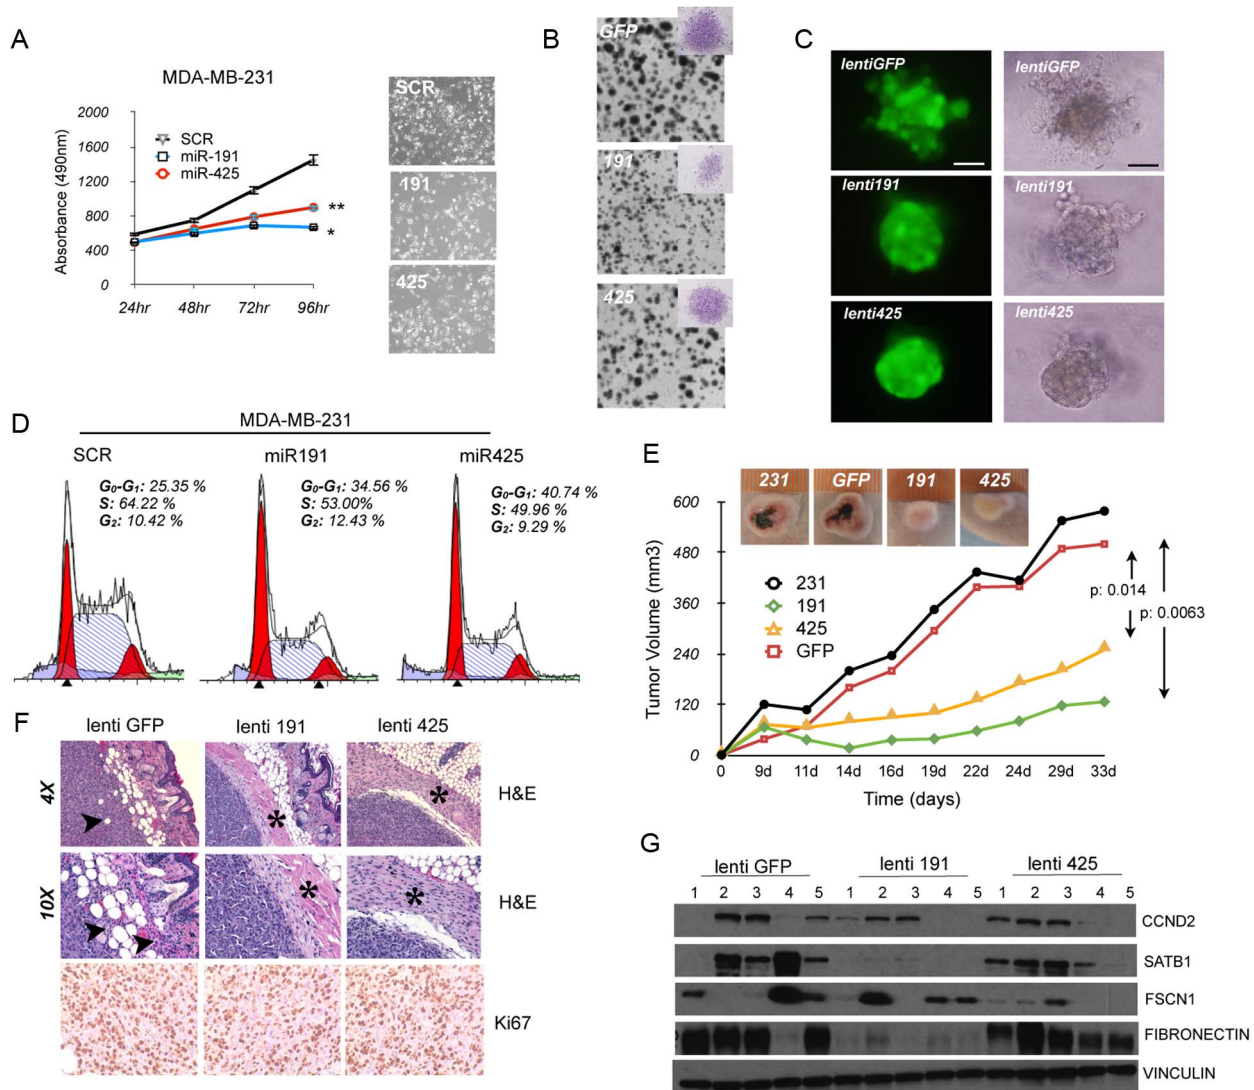 A
MDA-MB-231
Absorbance (490nm)
2000
1600
1200
800
400
0
SCR
miR-191
miR-425
**
*
24hr 48hr 72hr 96hr
SCR
191
425
B
GFP
191
425
C
lentiGFP lentiGFP
lenti191 lenti191
lenti425 lenti425
D
MDA-MB-231
SCR miR191 miR425
G0-G1: 25.35 %
S: 64.22 %
G2: 10.42 %
G0-G1: 34.56 %
S: 53.00%
G2: 12.43 %
G0-G1: 40.74 %
S: 49.96 %
G2: 9.29 %
E
231 GFP 191 425
Tumor Volume (mm3)
600
480
360
240
120
0
231
191
425
GFP
p: 0.014
p: 0.0063
0 9d 11d 14d 16d 19d 22d 24d 29d 33d
Time (days)
F
lenti GFP lenti 191 lenti 425
4X
* *
H&E
10X
* *
H&E
Ki67
G
lenti GFP lenti 191 lenti 425
1 2 3 4 5 1 2 3 4 5 1 2 3 4 5
CCND2
SATB1
FSCN1
FIBRONECTIN
VINCULIN